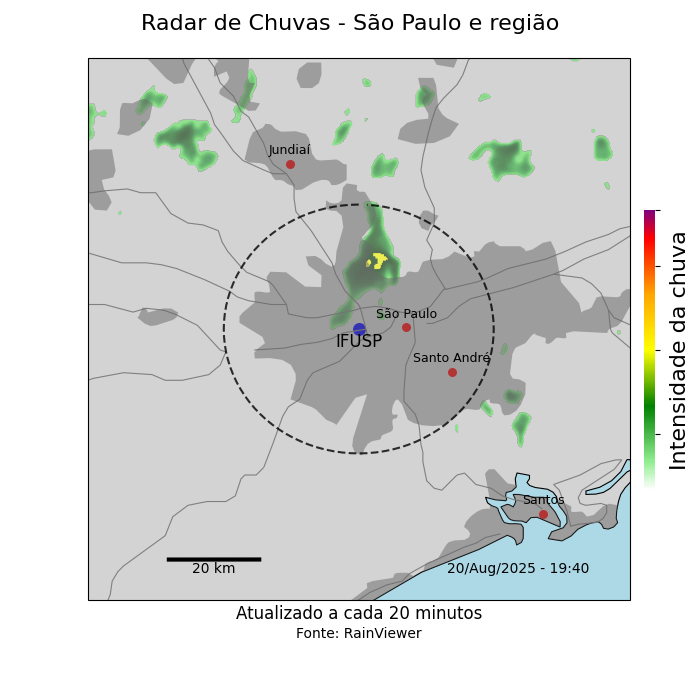 Radar de Chuvas - São Paulo e região
Jundiaí
São Paulo
IFUSP
Santo André
Santos
20 km
20/Aug/2025 - 19:40
Intensidade da chuva
Atualizado a cada 20 minutos
Fonte: RainViewer